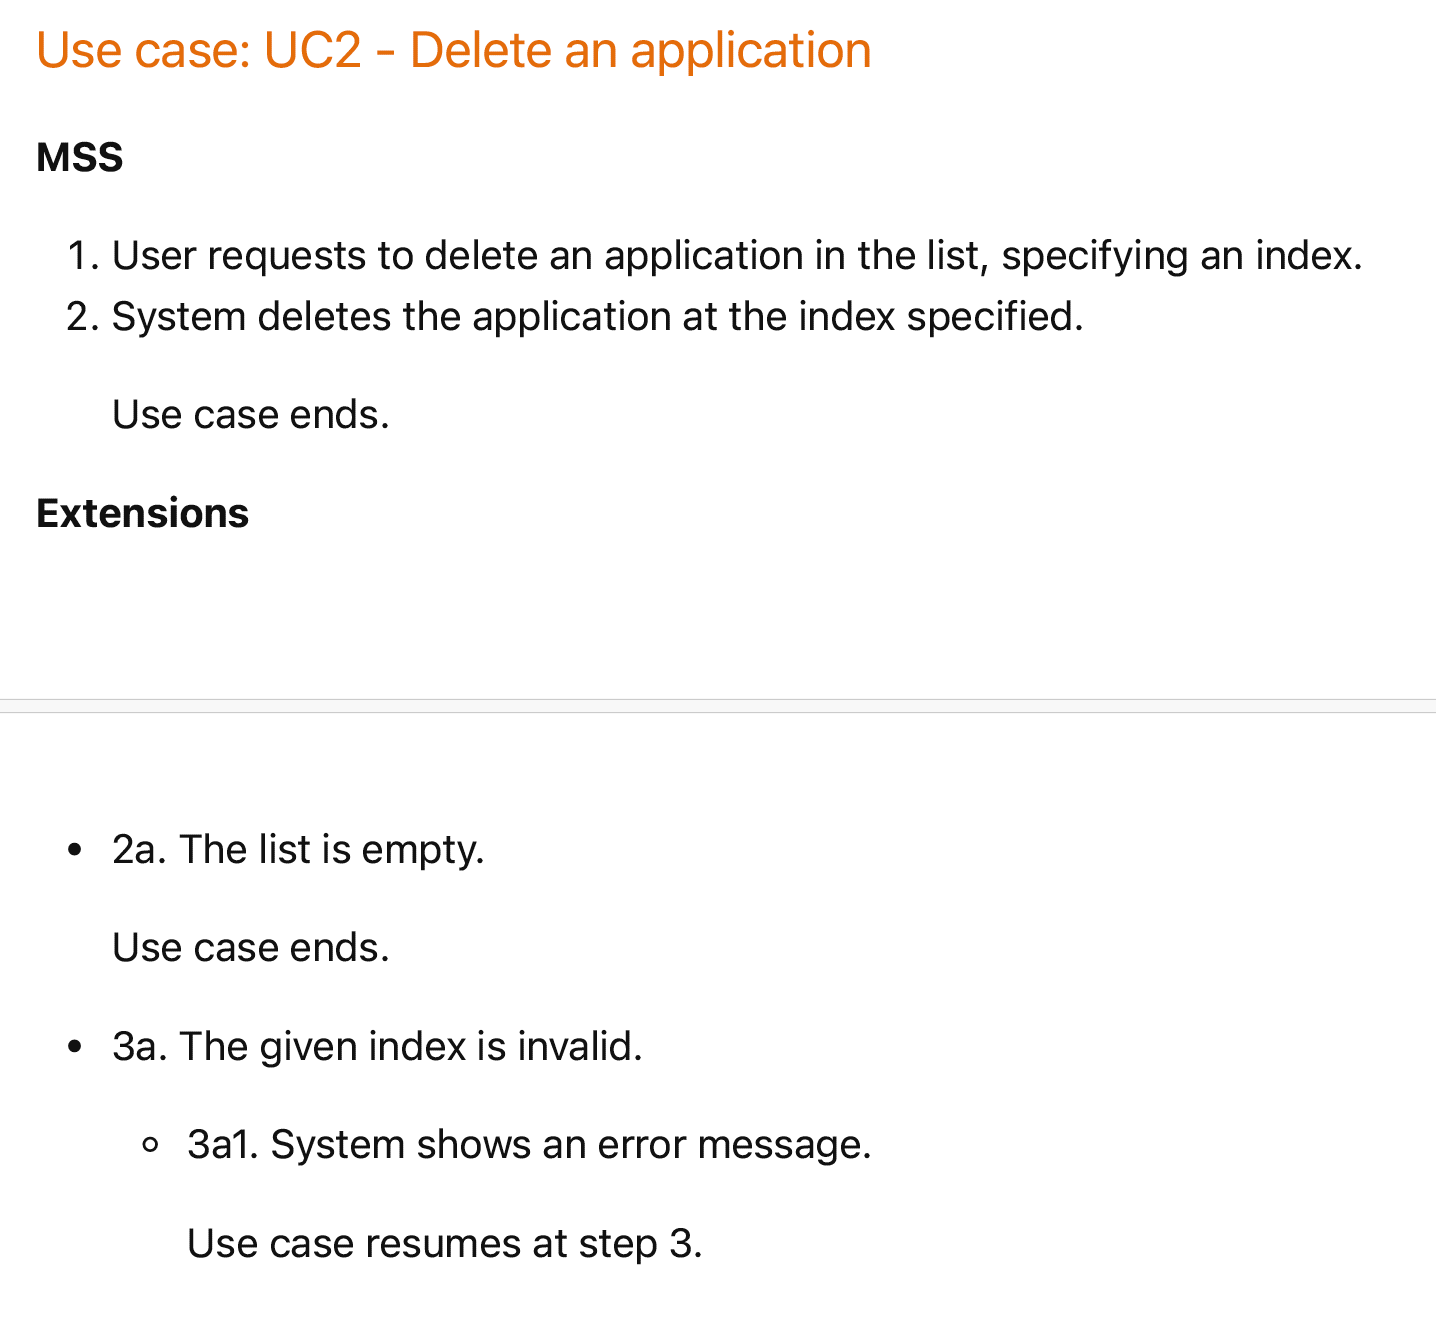 Use case: UC2 - Delete an application
MSS
1. User requests to delete an application in the list, specifying an index.
2. System deletes the application at the index specified.
Use case ends.
Extensions
• 2a. The list is empty.
Use case ends.
• 3a. The given index is invalid.
◦ 3a1. System shows an error message.
Use case resumes at step 3.